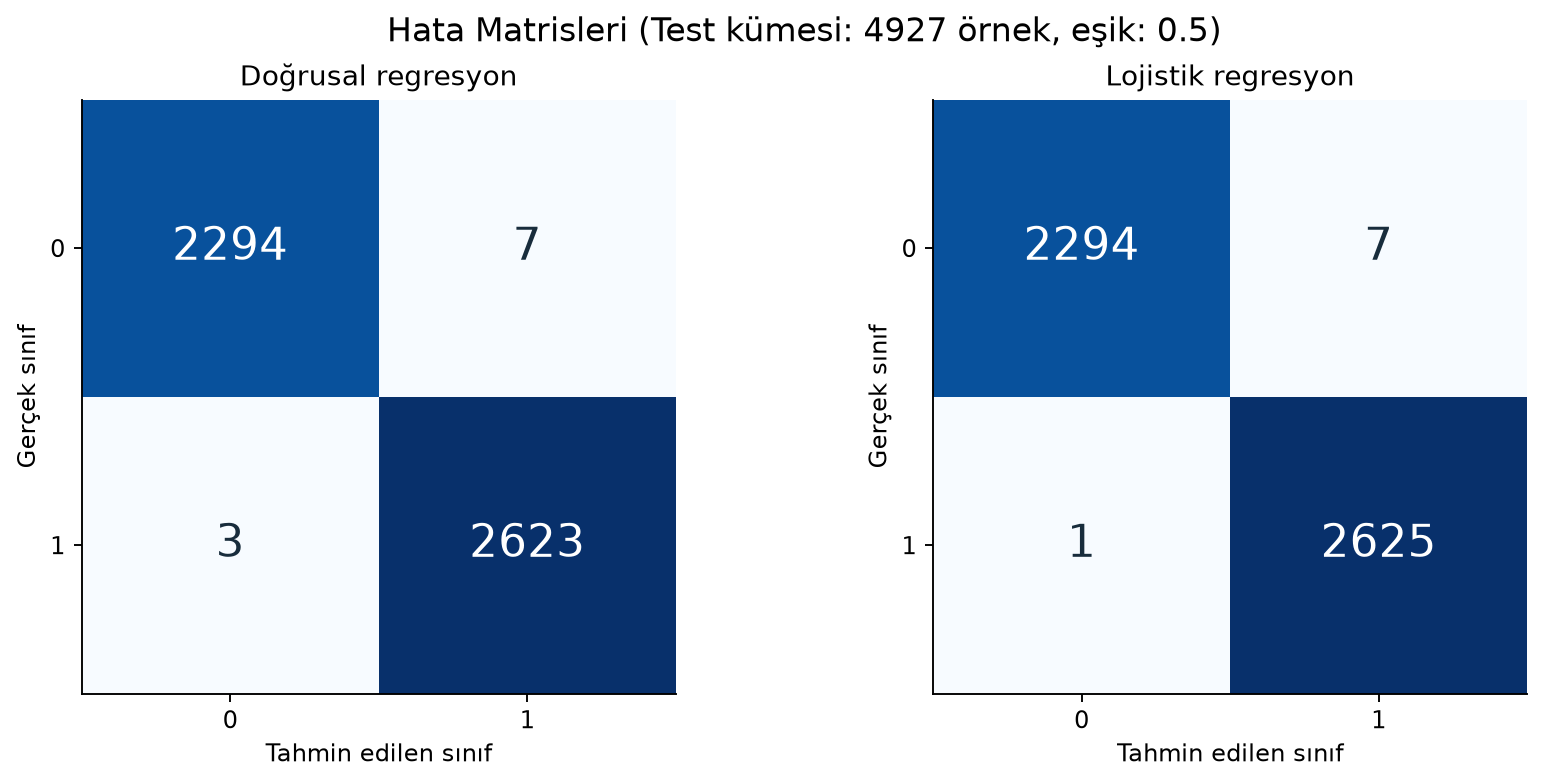 Hata Matrisleri (Test kümesi: 4927 örnek, eşik: 0.5)
Doğrusal regresyon
0
2294
7
1
3
2623
0
1
Gerçek sınıf
Tahmin edilen sınıf
Lojistik regresyon
0
2294
7
1
1
2625
0
1
Gerçek sınıf
Tahmin edilen sınıf